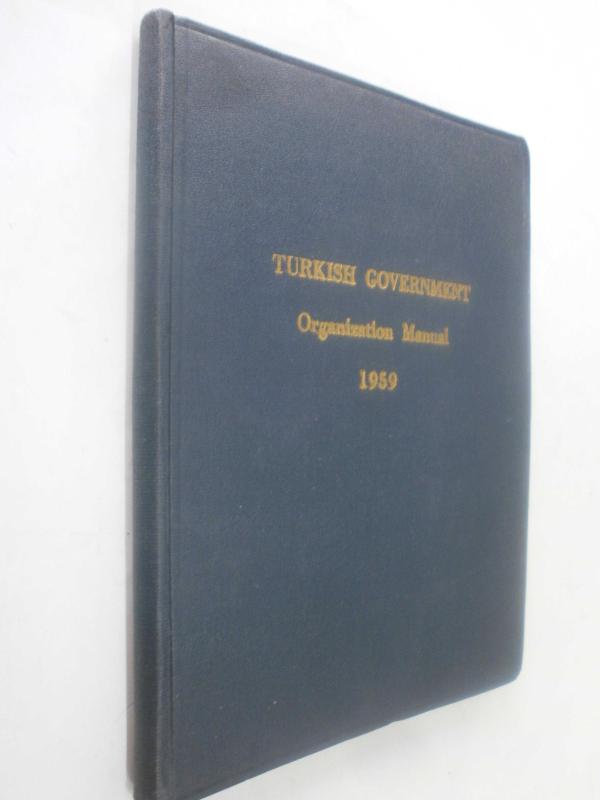 TURKISH GOVERNMENT
Organization Manual
1959